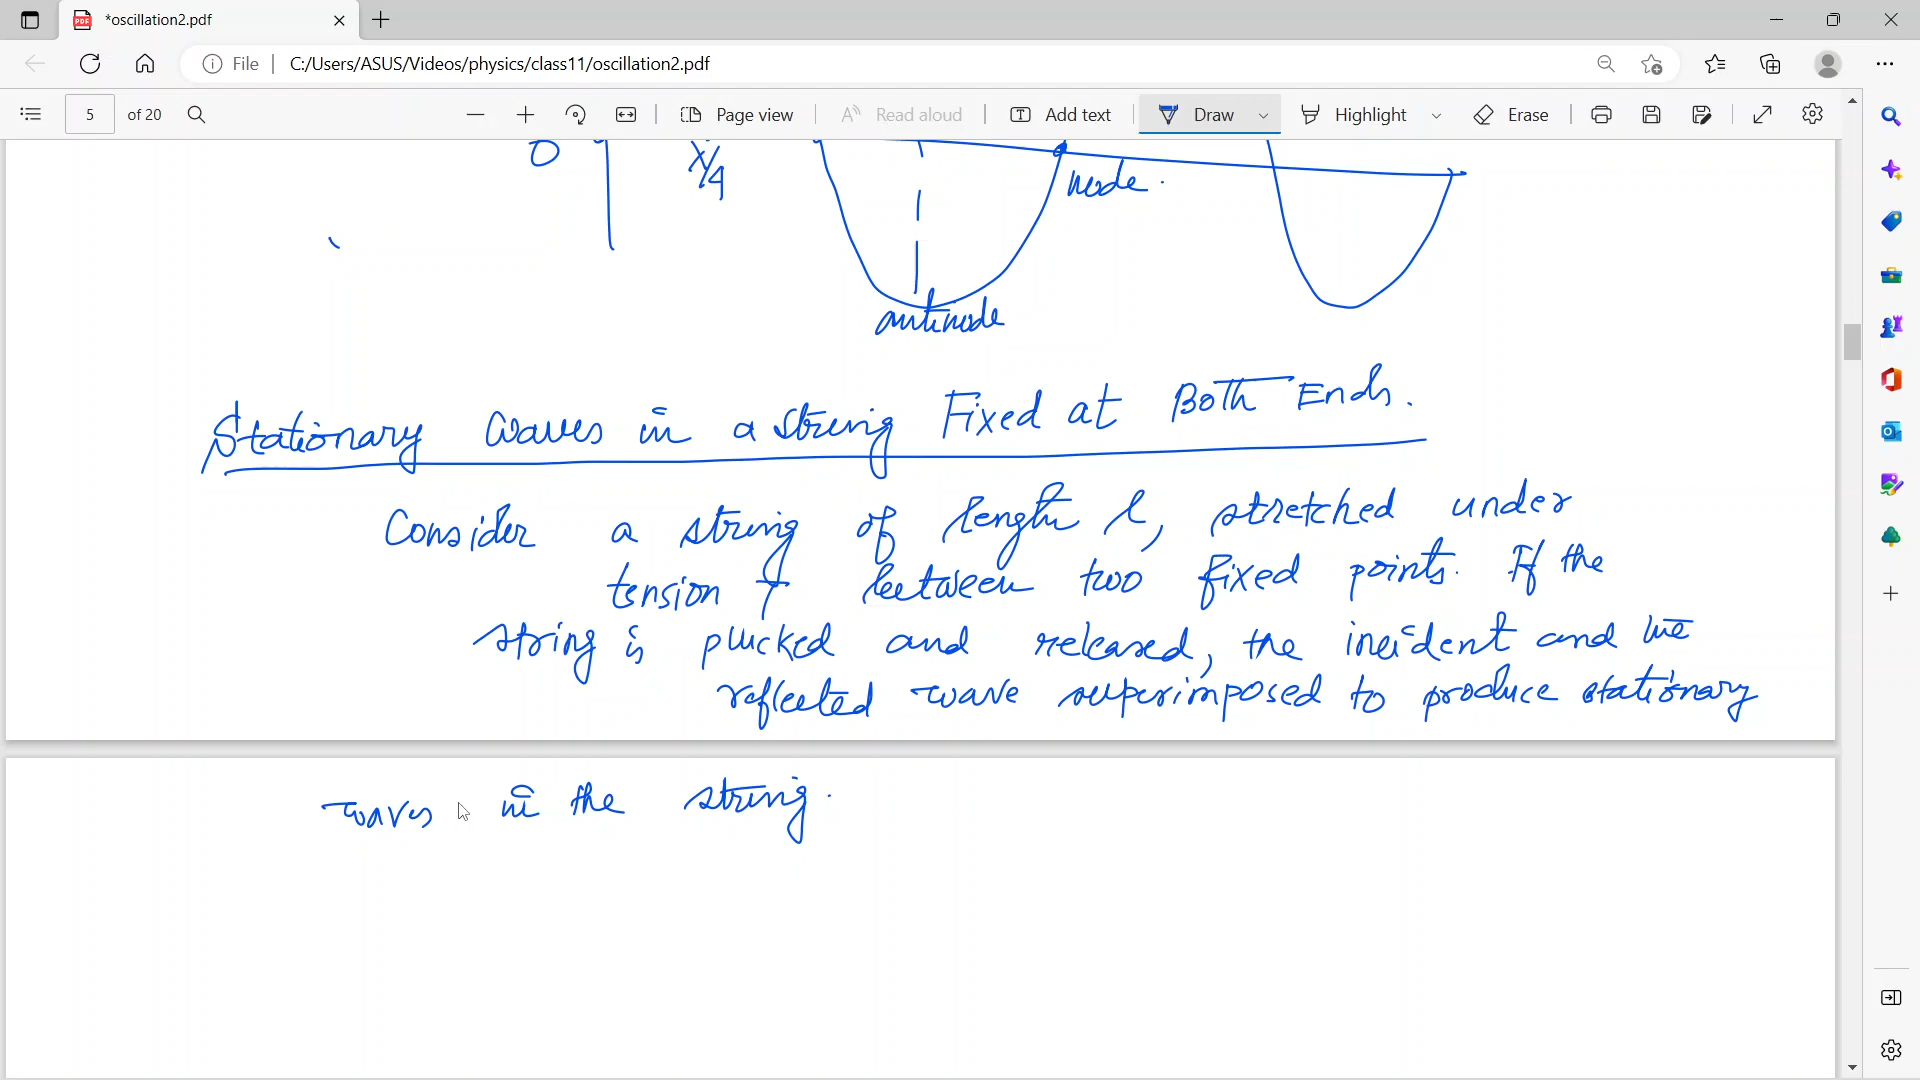 *oscillation2.pdf
File C:/Users/ASUS/Videos/physics/class11/oscillation2.pdf
5 of 20 Page view Read aloud Add text Draw Highlight Erase
0 λ/4 node.
antinode
Stationary waves in a string Fixed at Both Ends.
Consider a string of length l, stretched under
tension T between two fixed points. If the
string is plucked and released, the incident and the
reflected wave superimposed to produce stationary
waves in the string.